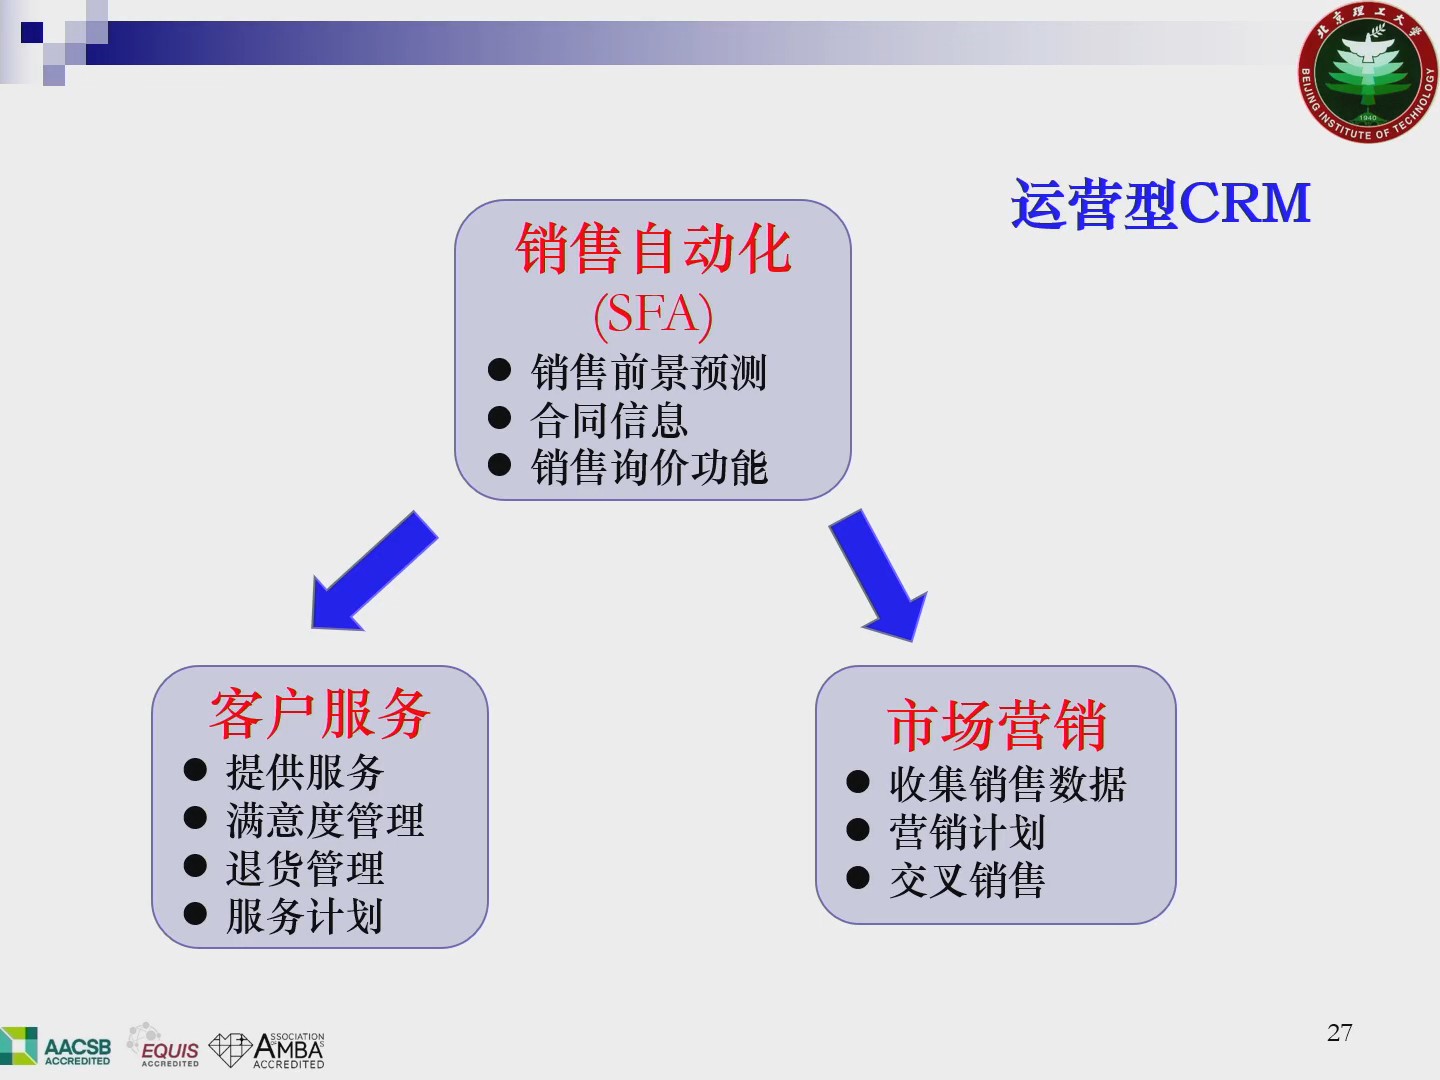 北京理工大学
BEIJING INSTITUTE OF TECHNOLOGY
1940
运营型CRM
销售自动化
(SFA)
● 销售前景预测
● 合同信息
● 销售询价功能
客户服务
● 提供服务
● 满意度管理
● 退货管理
● 服务计划
市场营销
● 收集销售数据
● 营销计划
● 交叉销售
AACSB
ACCREDITED
EQUIS
ACCREDITED
ASSOCIATION
OF
AMBAS
ACCREDITED
27